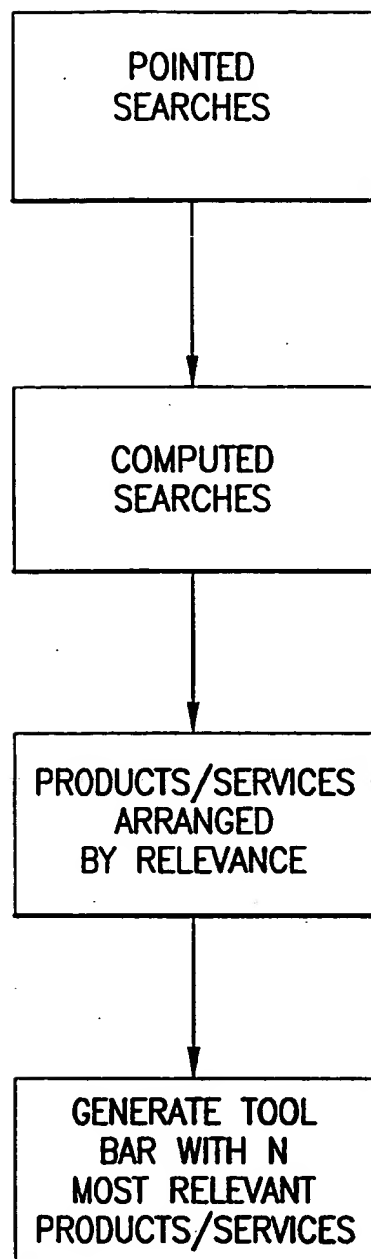 POINTED
SEARCHES
COMPUTED
SEARCHES
PRODUCTS/SERVICES
ARRANGED
BY RELEVANCE
GENERATE TOOL
BAR WITH N
MOST RELEVANT
PRODUCTS/SERVICES